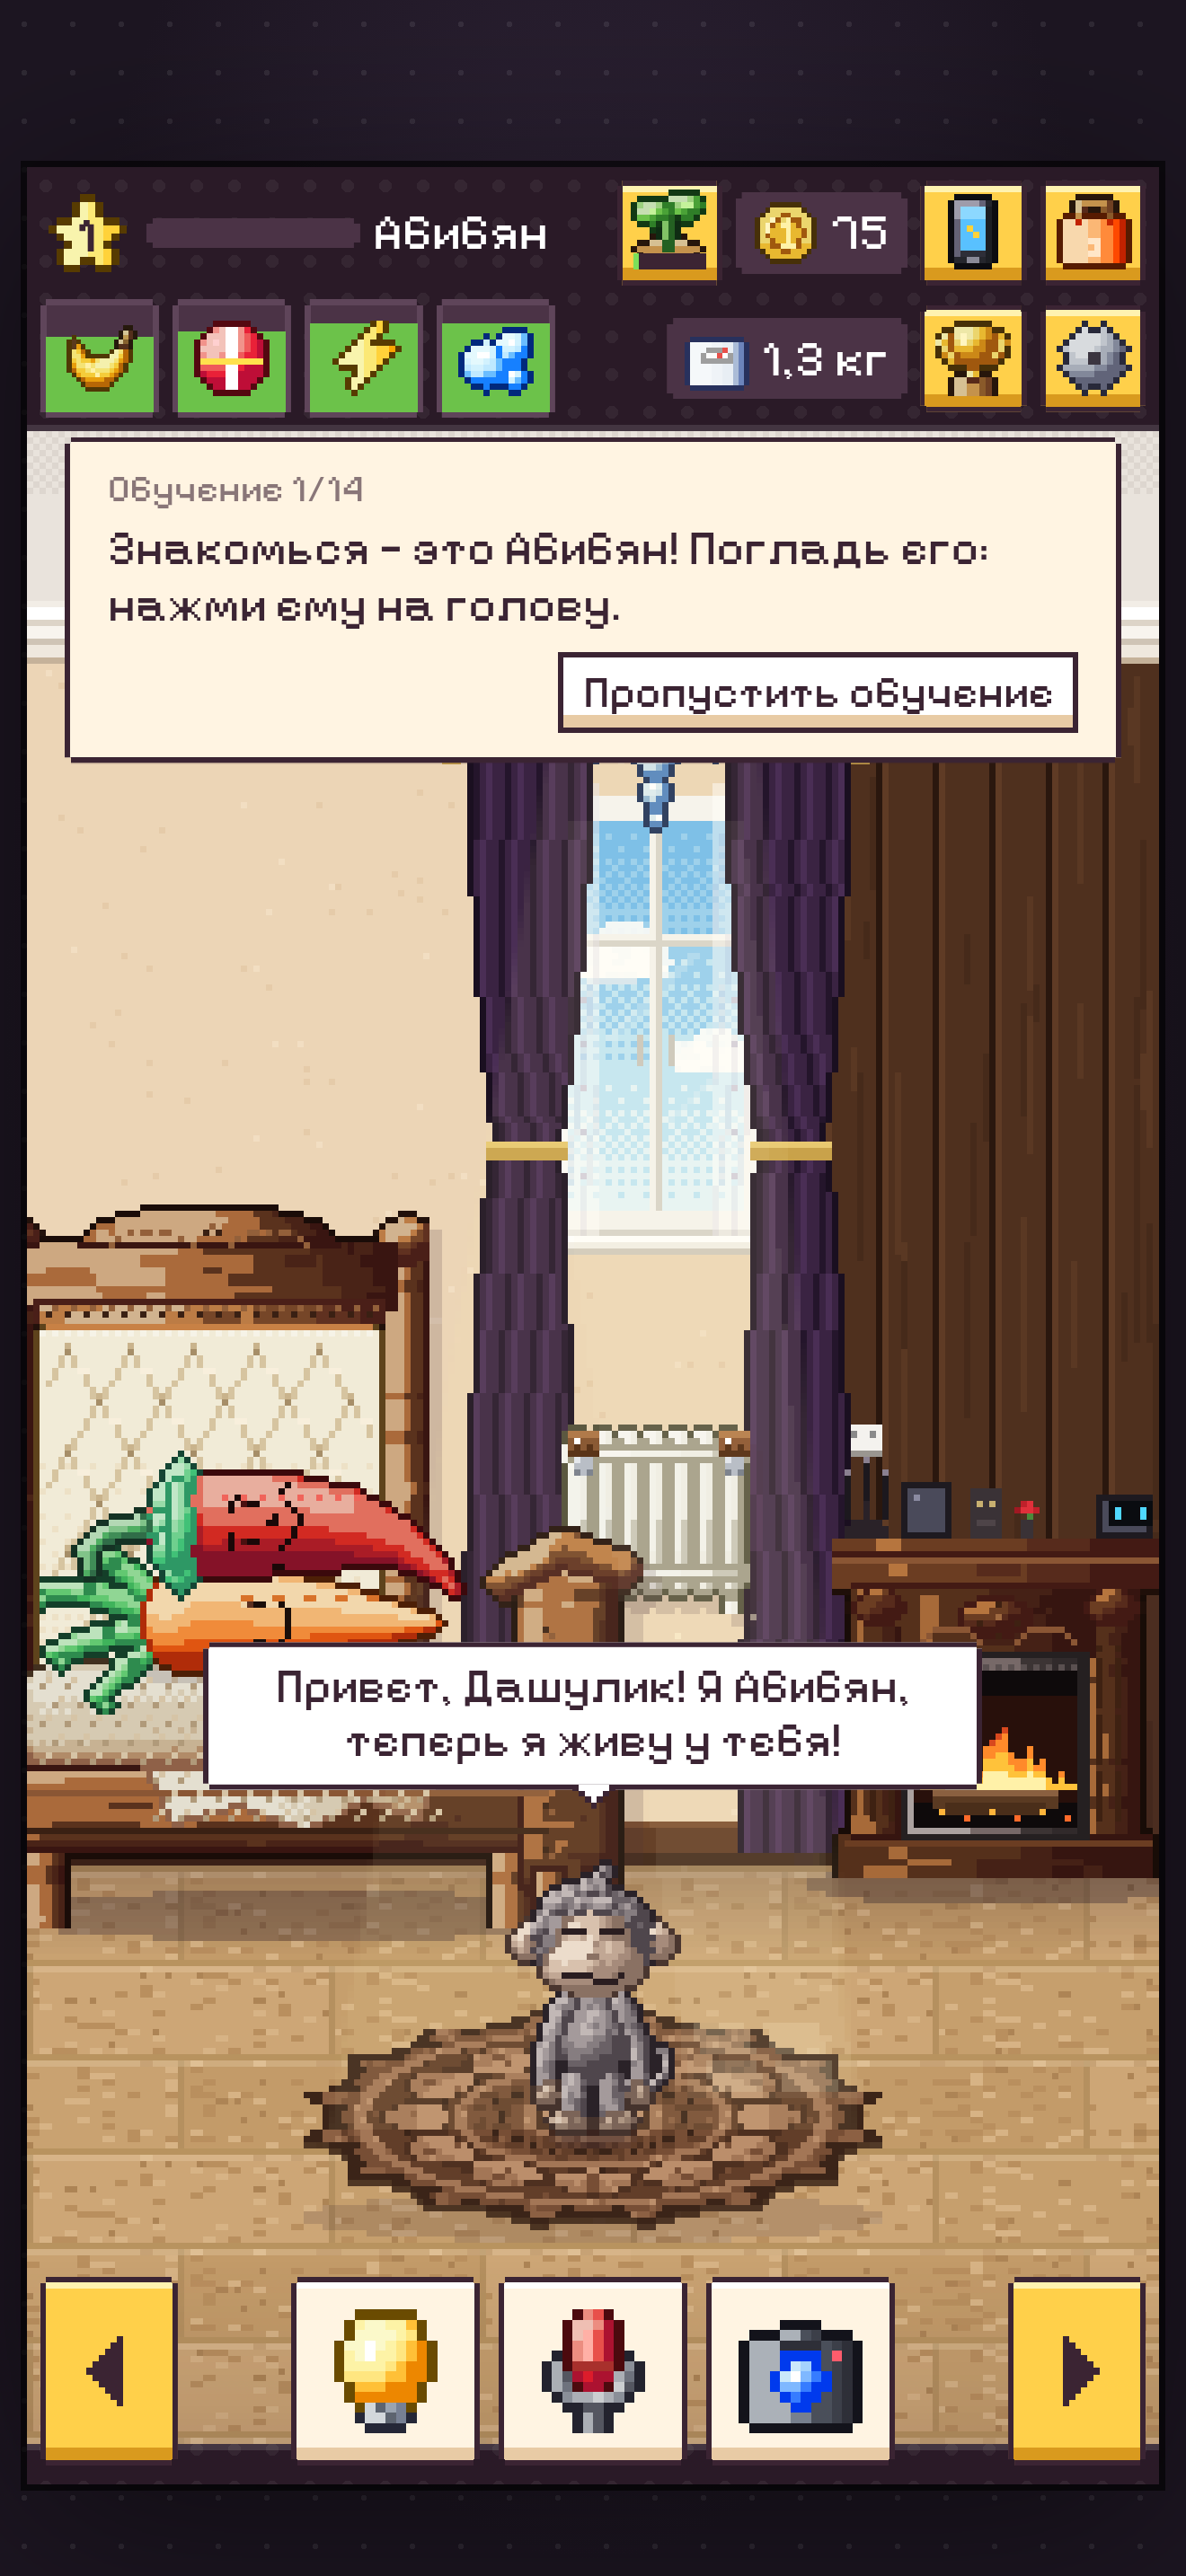 1
Абибян
75
1,3 кг
Обучение 1/14
Знакомься - это Абибян! Погладь его:
нажми ему на голову.
Пропустить обучение
Привет, Дашулик! Я Абибян,
теперь я живу у тебя!